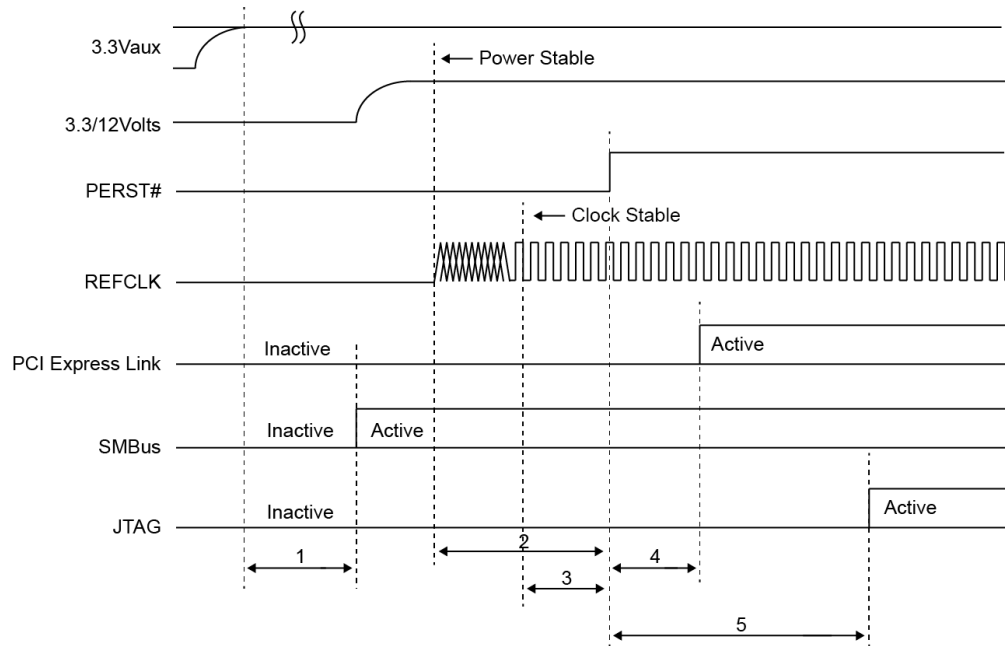 3.3Vaux
Power Stable
3.3/12Volts
PERST#
Clock Stable
REFCLK
PCI Express Link
Inactive
Active
SMBus
Inactive
Active
JTAG
Inactive
Active
1
2
3
4
5